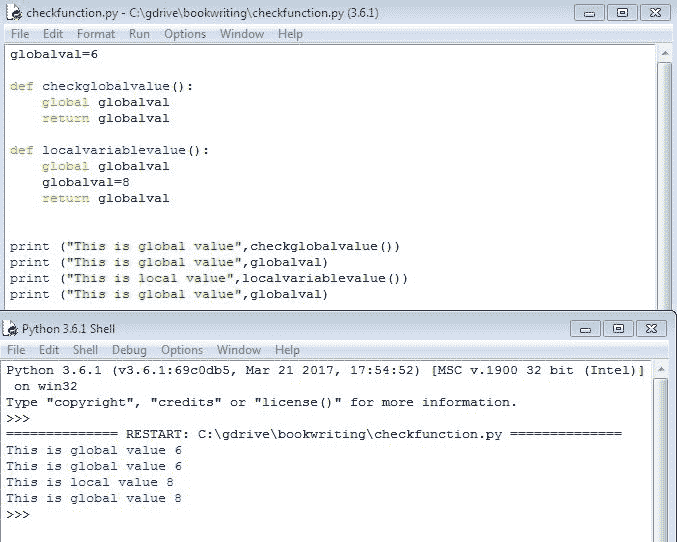 checkfunction.py - C:\gdrive\bookwriting\checkfunction.py (3.6.1)
File Edit Format Run Options Window Help
globalval=6
def checkglobalvalue():
    global globalval
    return globalval
def localvariablevalue():
    global globalval
    globalval=8
    return globalval
print ("This is global value",checkglobalvalue())
print ("This is global value",globalval)
print ("This is local value",localvariablevalue())
print ("This is global value",globalval)
Python 3.6.1 Shell
File Edit Shell Debug Options Window Help
Python 3.6.1 (v3.6.1:69c0db5, Mar 21 2017, 17:54:52) [MSC v.1900 32 bit (Intel)]
 on win32
Type "copyright", "credits" or "license()" for more information.
>>>
============== RESTART: C:\gdrive\bookwriting\checkfunction.py ==============
This is global value 6
This is global value 6
This is local value 8
This is global value 8
>>>